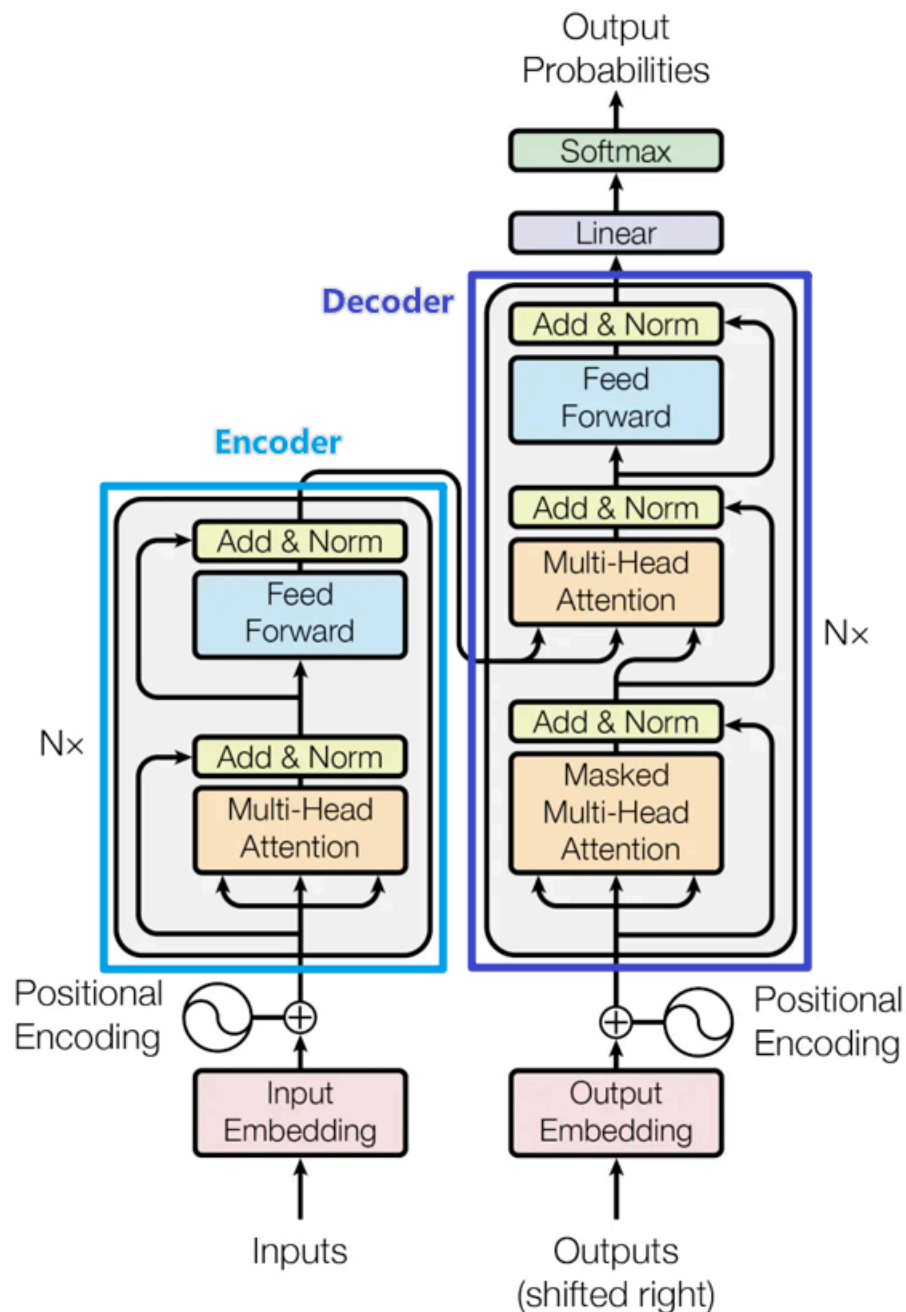 Output
Probabilities
Softmax
Linear
Decoder
Add & Norm
Feed
Forward
Add & Norm
Multi-Head
Attention
Nx
Add & Norm
Masked
Multi-Head
Attention
Encoder
Add & Norm
Feed
Forward
Nx
Add & Norm
Multi-Head
Attention
Positional
Encoding
Positional
Encoding
Input
Embedding
Output
Embedding
Inputs
Outputs
(shifted right)